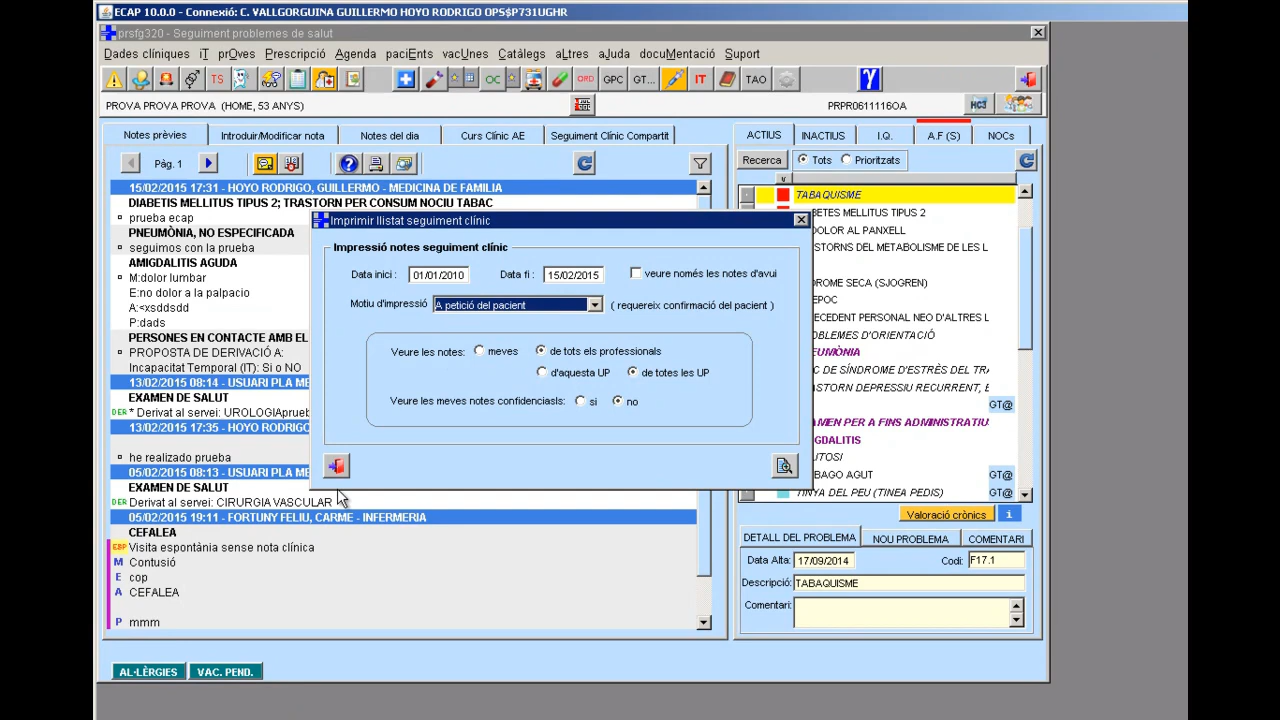 ECAP 10.0.0 - Connexió: C. VALLGORGUINA GUILLERMO HOYO RODRIGO OPS$P731UGHR
prsfg320 - Seguiment problemes de salut
Dades clíniques iT prOves Prescripció Agenda paciEnts vacUnes Catàlegs aLtres aJuda docuMentació Suport
TS OC ORD GPC GT... IT TAO γ
PROVA PROVA PROVA (HOME, 53 ANYS) PRPR0611116OA HC3
Notes prèvies Introduir/Modificar nota Notes del dia Curs Clínic AE Seguiment Clínic Compartit
Pàg. 1
15/02/2015 17:31 - HOYO RODRIGO, GUILLERMO - MEDICINA DE FAMILIA
DIABETIS MELLITUS TIPUS 2; TRASTORN PER CONSUM NOCIU TABAC
prueba ecap
PNEUMÒNIA, NO ESPECIFICADA
seguimos con la prueba
AMIGDALITIS AGUDA
M:dolor lumbar
E:no dolor a la palpacio
A:<xsddsdd
P:dads
PERSONES EN CONTACTE AMB EL
PROPOSTA DE DERIVACIÓ A:
Incapacitat Temporal (IT): Si o NO
13/02/2015 08:14 - USUARI PLA ME
EXAMEN DE SALUT
DER * Derivat al servei: UROLOGIAprueb
13/02/2015 17:35 - HOYO RODRIGO
he realizado prueba
05/02/2015 08:13 - USUARI PLA ME
EXAMEN DE SALUT
DER Derivat al servei: CIRURGIA VASCULAR
05/02/2015 19:11 - FORTUNY FELIU, CARME - INFERMERIA
CEFALEA
ESP Visita espontània sense nota clínica
M Contusió
E cop
A CEFALEA
P mmm
AL·LÈRGIES VAC. PEND.
Imprimir llistat seguiment clínic
Impressió notes seguiment clínic
Data inici : 01/01/2010 Data fi : 15/02/2015 veure només les notes d'avui
Motiu d'impressió A petició del pacient ( requereix confirmació del pacient )
Veure les notes: meves de tots els professionals
d'aquesta UP de totes les UP
Veure les meves notes confidenciasls: si no
ACTIUS INACTIUS I.Q. A.F (S) NOCs
Recerca Tots Prioritzats
TABAQUISME
BETES MELLITUS TIPUS 2
DOLOR AL PANXELL
STORNS DEL METABOLISME DE LES L
DROME SECA (SJOGREN)
EPOC
ECEDENT PERSONAL NEO D'ALTRES L
OBLEMES D'ORIENTACIÓ
EUMÒNIA
C DE SÍNDROME D'ESTRÈS DEL TRA
ASTORN DEPRESSIU RECURRENT, E
GT@
AMEN PER A FINS ADMINISTRATIU
IGDALITIS
UTOSI
BAGO AGUT GT@
TINYA DEL PEU (TINEA PEDIS) GT@
Valoració crònics i
DETALL DEL PROBLEMA NOU PROBLEMA COMENTARI
Data Alta: 17/09/2014 Codi: F17.1
Descripció: TABAQUISME
Comentari: